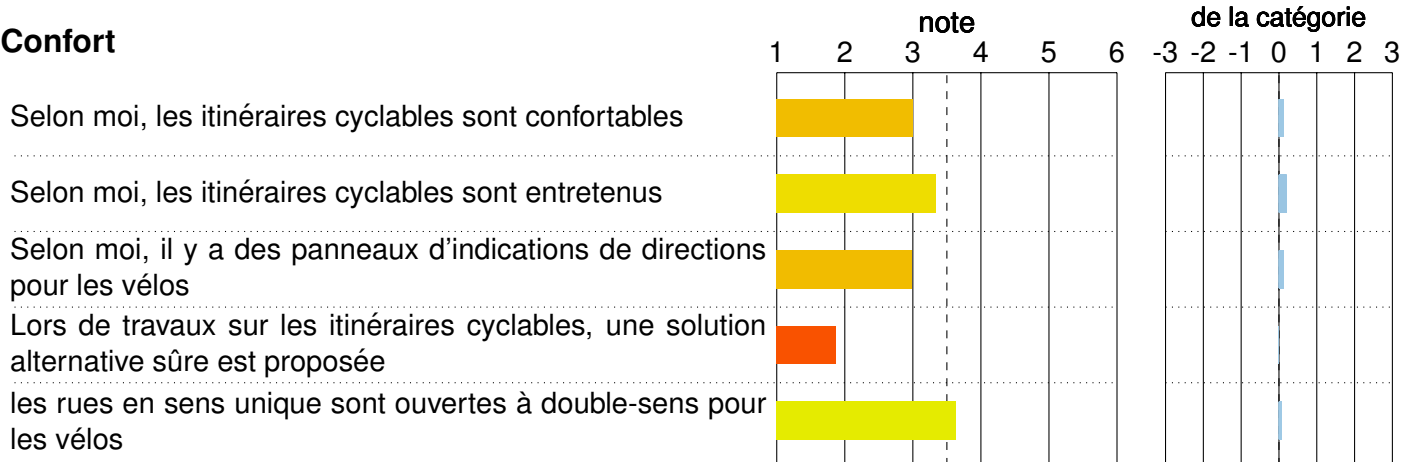 note
de la catégorie
Confort
1 2 3 4 5 6
-3 -2 -1 0 1 2 3
Selon moi, les itinéraires cyclables sont confortables
Selon moi, les itinéraires cyclables sont entretenus
Selon moi, il y a des panneaux d'indications de directions
pour les vélos
Lors de travaux sur les itinéraires cyclables, une solution
alternative sûre est proposée
les rues en sens unique sont ouvertes à double-sens pour
les vélos